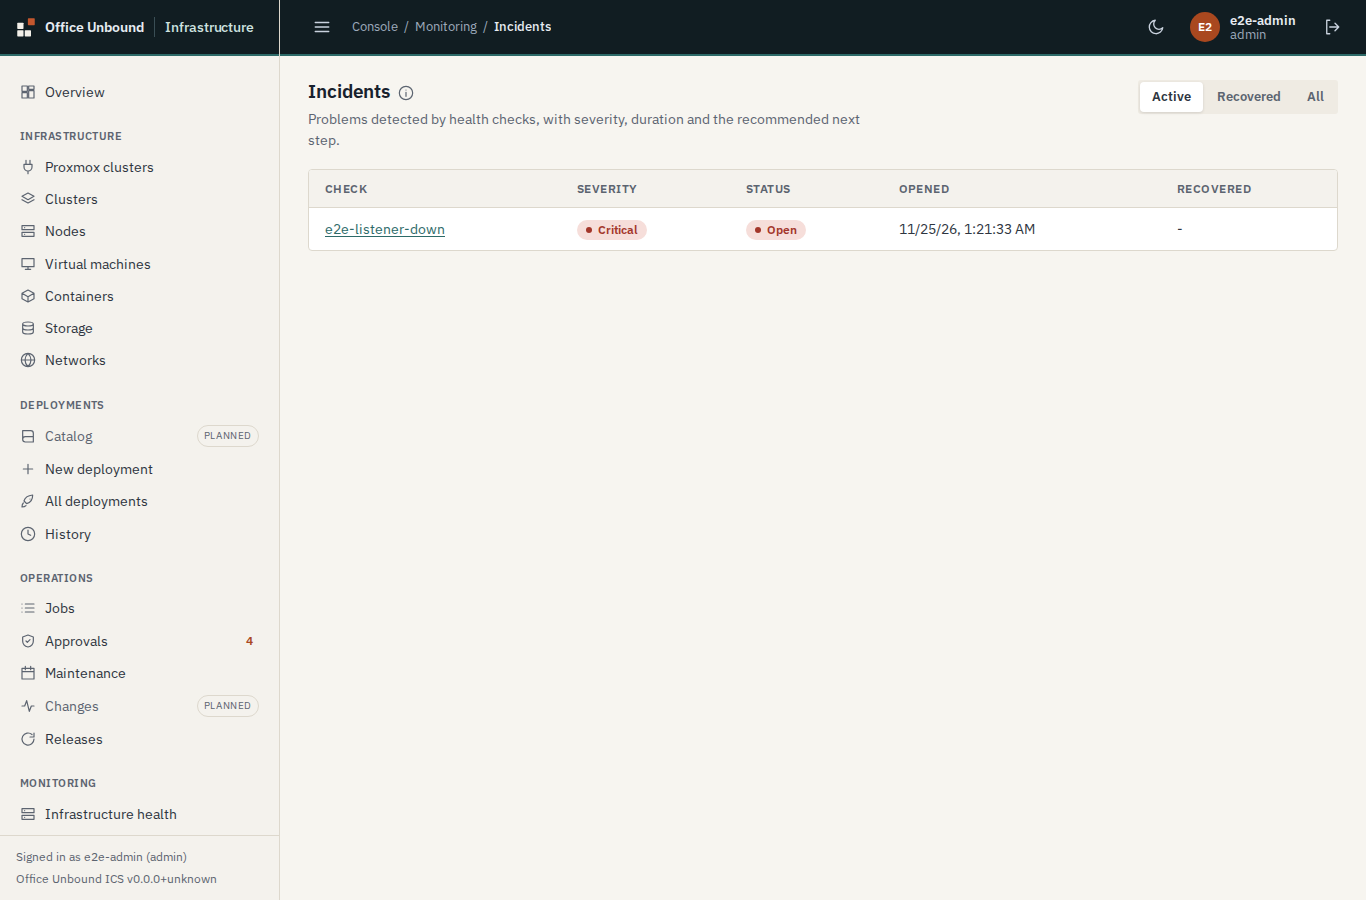 Office Unbound Infrastructure
Console / Monitoring / Incidents
E2
e2e-admin
admin
Overview
INFRASTRUCTURE
Proxmox clusters
Clusters
Nodes
Virtual machines
Containers
Storage
Networks
DEPLOYMENTS
Catalog PLANNED
New deployment
All deployments
History
OPERATIONS
Jobs
Approvals 4
Maintenance
Changes PLANNED
Releases
MONITORING
Infrastructure health
Signed in as e2e-admin (admin)
Office Unbound ICS v0.0.0+unknown
Incidents
Problems detected by health checks, with severity, duration and the recommended next
step.
Active Recovered All
CHECK SEVERITY STATUS OPENED RECOVERED
e2e-listener-down Critical Open 11/25/26, 1:21:33 AM -